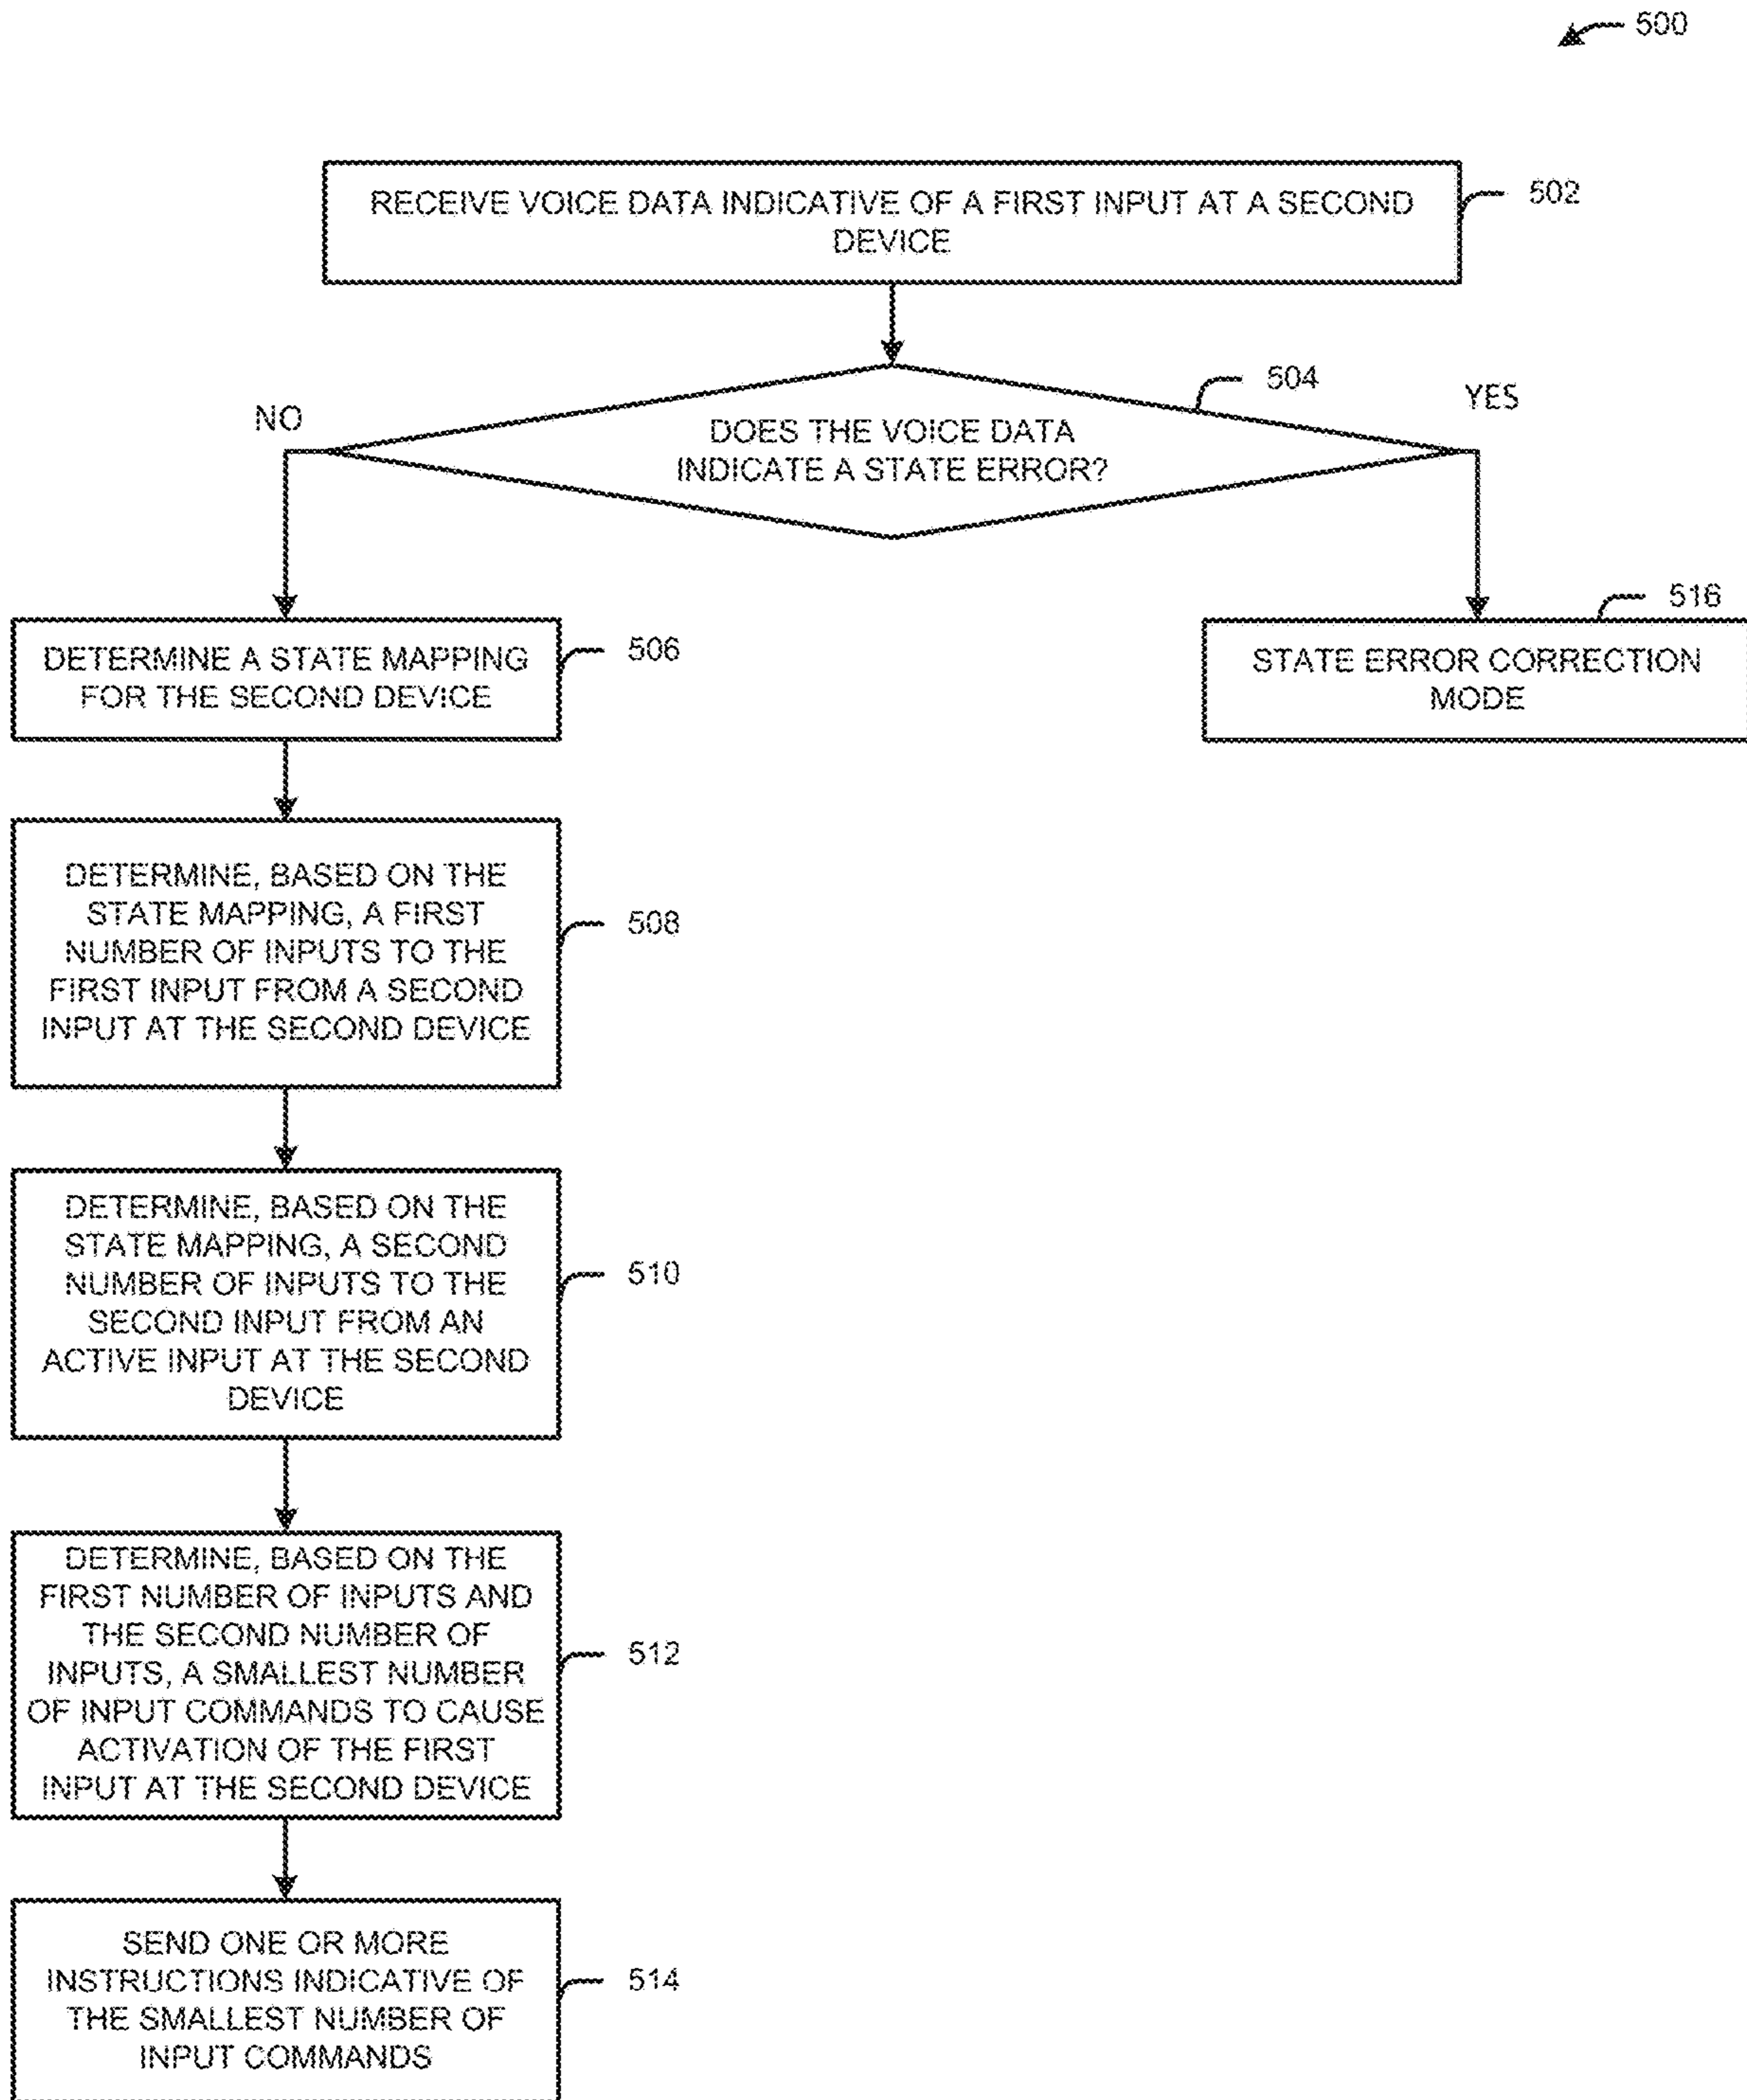 500
RECEIVE VOICE DATA INDICATIVE OF A FIRST INPUT AT A SECOND
DEVICE
502
504
NO
YES
DOES THE VOICE DATA
INDICATE A STATE ERROR?
516
STATE ERROR CORRECTION
MODE
DETERMINE A STATE MAPPING
FOR THE SECOND DEVICE
506
DETERMINE, BASED ON THE
STATE MAPPING, A FIRST
NUMBER OF INPUTS TO THE
FIRST INPUT FROM A SECOND
INPUT AT THE SECOND DEVICE
508
DETERMINE, BASED ON THE
STATE MAPPING, A SECOND
NUMBER OF INPUTS TO THE
SECOND INPUT FROM AN
ACTIVE INPUT AT THE SECOND
DEVICE
510
DETERMINE, BASED ON THE
FIRST NUMBER OF INPUTS AND
THE SECOND NUMBER OF
INPUTS, A SMALLEST NUMBER
OF INPUT COMMANDS TO CAUSE
ACTIVATION OF THE FIRST
INPUT AT THE SECOND DEVICE
512
SEND ONE OR MORE
INSTRUCTIONS INDICATIVE OF
THE SMALLEST NUMBER OF
INPUT COMMANDS
514